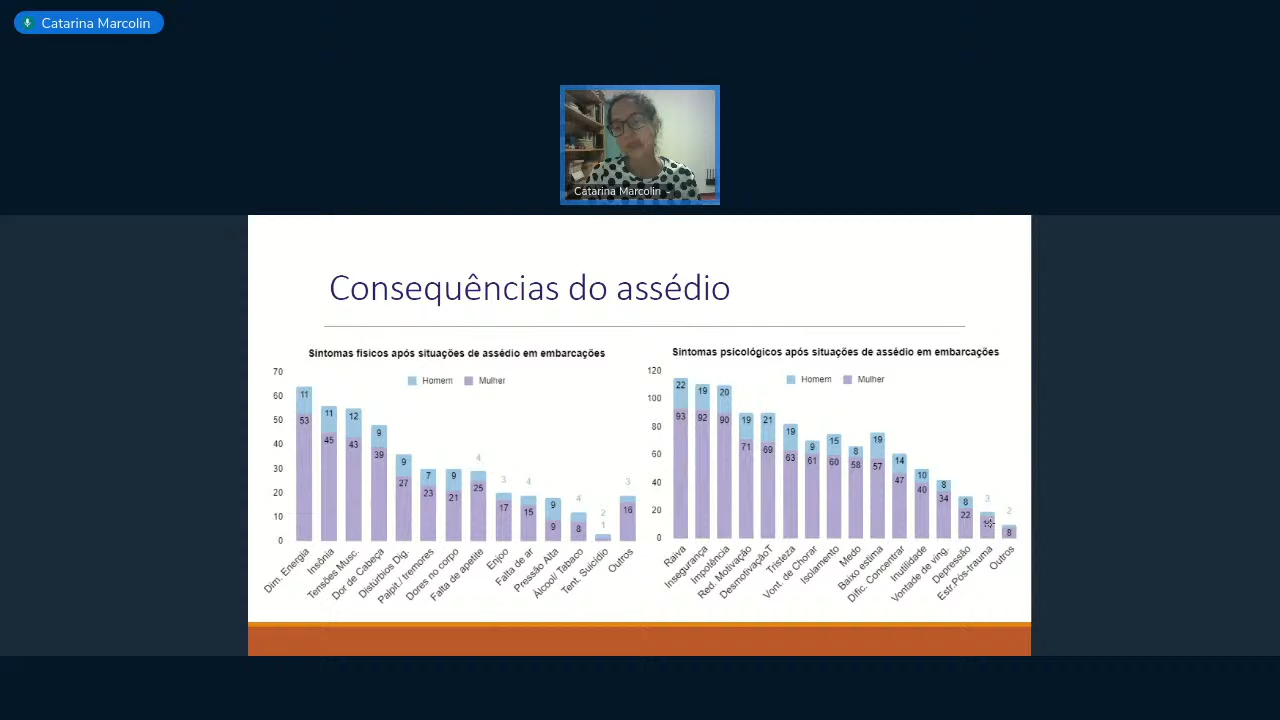 Catarina Marcolin
Catarina Marcolin
Consequências do assédio
Sintomas físicos após situações de assédio em embarcações
Homem Mulher
70
60
50
40
30
20
10
0
11 11 12 9 9 7 9 4 3 4 9 4 2 3
53 45 43 39 27 23 21 25 17 15 9 8 1 16
Dim. Energia
Insônia
Tensões Musc.
Dor de Cabeça
Distúrbios Dig.
Palpit./ tremores
Dores no corpo
Falta de apetite
Enjoo
Falta de ar
Pressão Alta
Álcool/ Tabaco
Tent. Suicídio
Outros
Sintomas psicológicos após situações de assédio em embarcações
Homem Mulher
120
100
80
60
40
20
0
22 19 20 19 21 19 9 15 8 19 14 10 8 8 3 2
93 92 90 71 69 63 61 60 58 57 47 40 34 22 8
Raiva
Insegurança
Impotência
Red. Motivação
DesmotivaçãoT
Tristeza
Vont. de Chorar
Isolamento
Medo
Baixo estima
Dific. Concentrar
Inutilidade
Vontade de ving.
Depressão
Estr.Pós-trauma
Outros